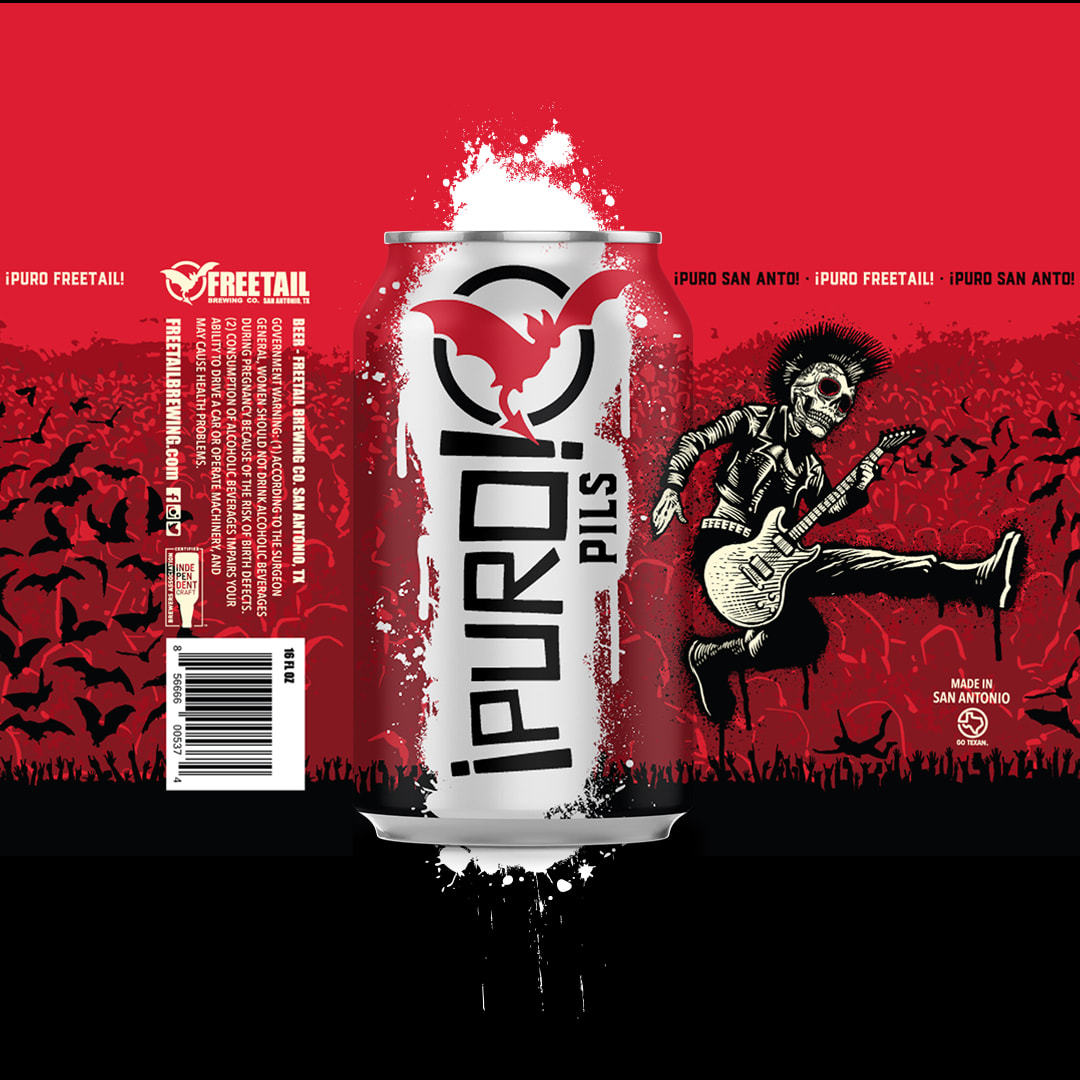 ¡PURO FREETAIL!
FREETAIL
BREWING CO. SAN ANTONIO, TX
BEER - FREETAIL BREWING CO. SAN ANTONIO, TX
GOVERNMENT WARNING: (1) ACCORDING TO THE SURGEON
GENERAL, WOMEN SHOULD NOT DRINK ALCOHOLIC BEVERAGES
DURING PREGNANCY BECAUSE OF THE RISK OF BIRTH DEFECTS.
(2) CONSUMPTION OF ALCOHOLIC BEVERAGES IMPAIRS YOUR
ABILITY TO DRIVE A CAR OR OPERATE MACHINERY, AND
MAY CAUSE HEALTH PROBLEMS.
FREETAILBREWING.com
CERTIFIED
INDE
PEN
DENT
CRAFT
BREWERS ASSOCIATION
16 FL OZ
8 56666 00537 4
¡PURO!
PILS
¡PURO SAN ANTO! · ¡PURO FREETAIL! · ¡PURO SAN ANTO!
MADE IN
SAN ANTONIO
GO TEXAN.